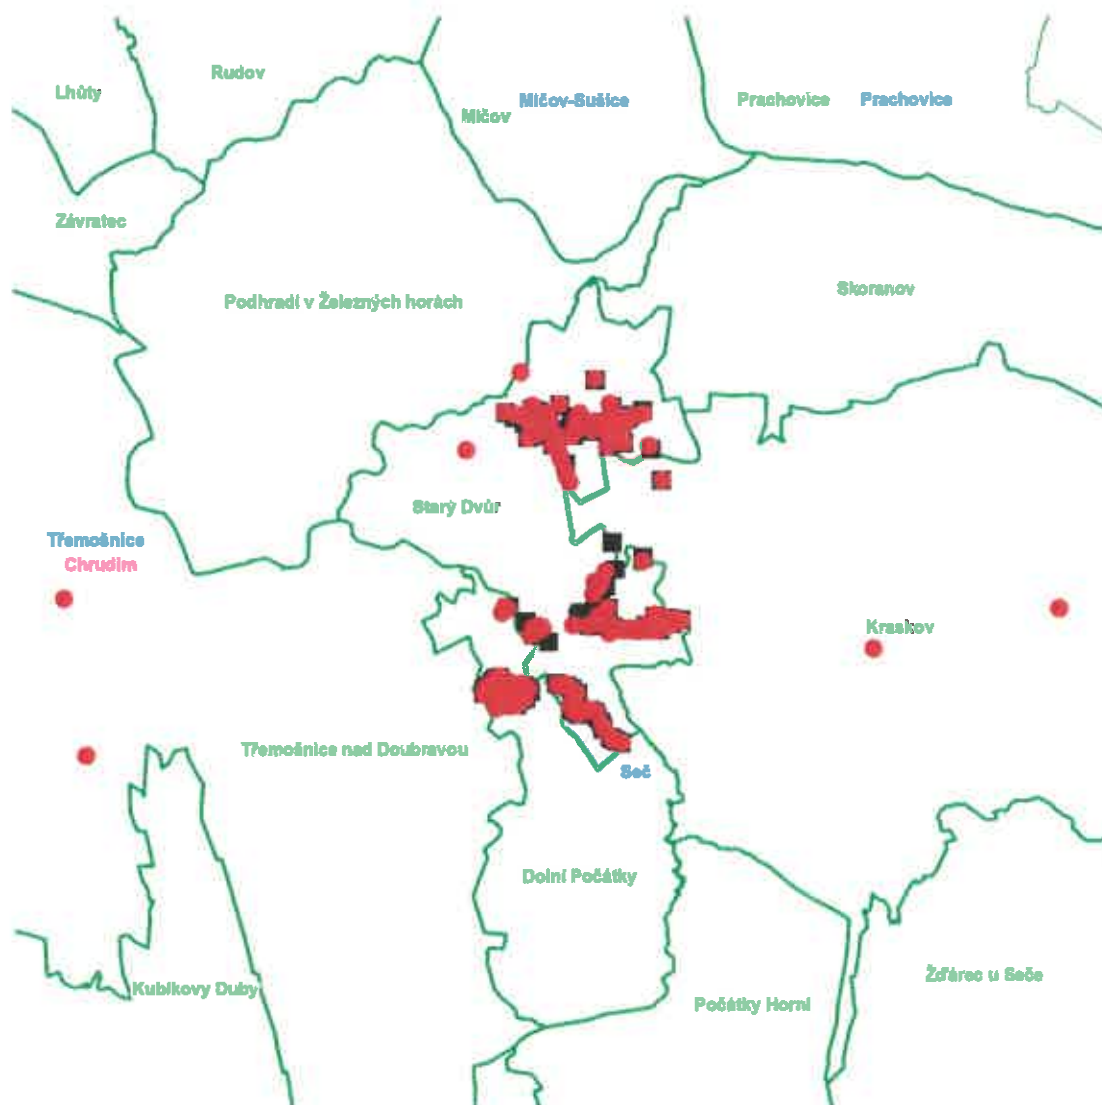 Rudov
Lhůty
Mičov-Sušice
Prachovice
Prachovice
Mičov
Závratec
Skoranov
Podhradí v Železných horách
Starý Dvůr
Třemošnice
Chrudim
Kraskov
Třemošnice nad Doubravou
Seč
Dolní Počátky
Žďárec u Seče
Kubíkovy Duby
Počátky Horní